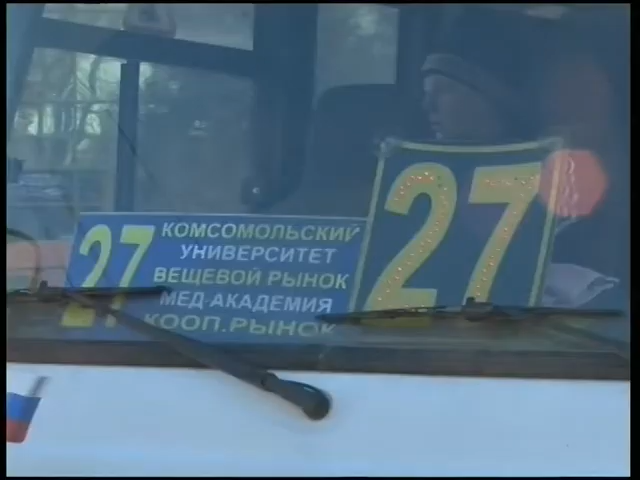 27
КОМСОМОЛЬСКИЙ
УНИВЕРСИТЕТ
ВЕЩЕВОЙ РЫНОК
МЕД-АКАДЕМИЯ
КООП.РЫНОК
27